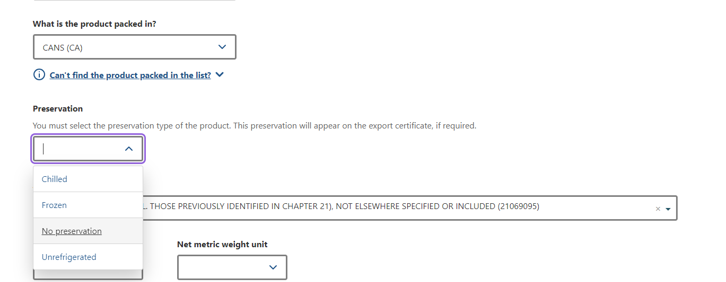 What is the product packed in?
CANS (CA)
Can't find the product packed in the list?
Preservation
You must select the preservation type of the product. This preservation will appear on the export certificate, if required.
Chilled
Frozen
No preservation
Unrefrigerated
... THOSE PREVIOUSLY IDENTIFIED IN CHAPTER 21), NOT ELSEWHERE SPECIFIED OR INCLUDED (21069095)
Net metric weight unit